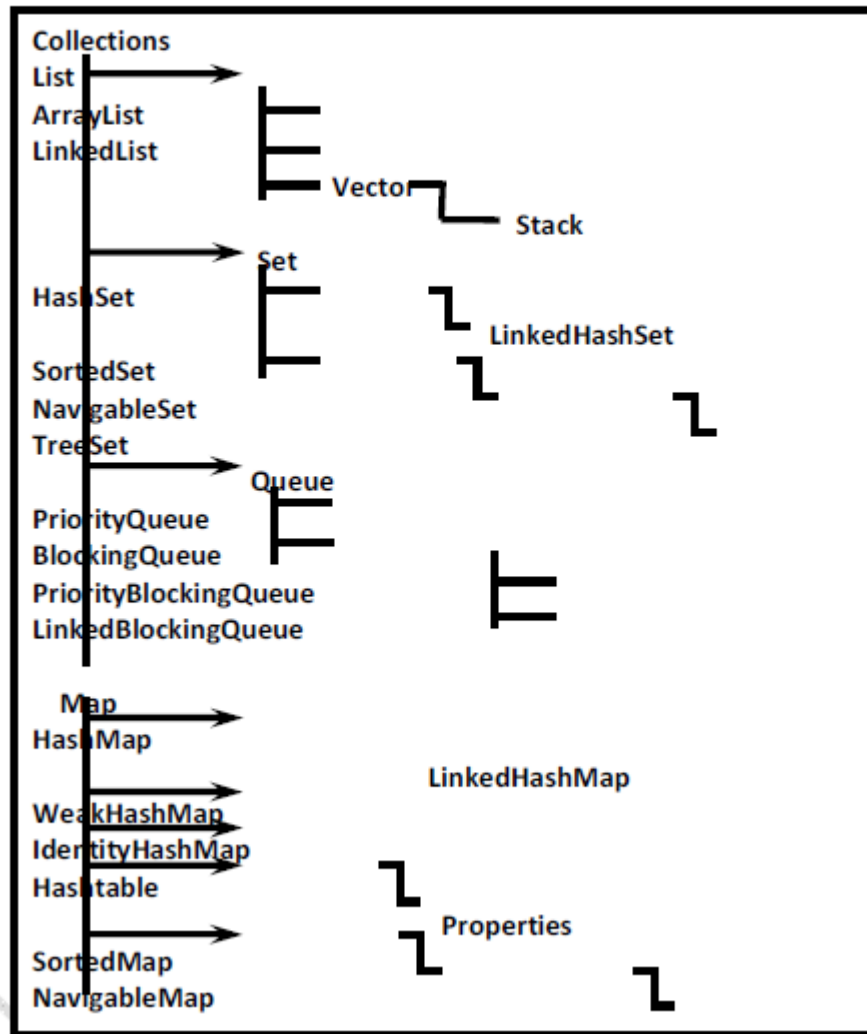 Collections
List
ArrayList
LinkedList
Vector
Stack
Set
HashSet
LinkedHashSet
SortedSet
NavigableSet
TreeSet
Queue
PriorityQueue
BlockingQueue
PriorityBlockingQueue
LinkedBlockingQueue
Map
HashMap
LinkedHashMap
WeakHashMap
IdentityHashMap
Hashtable
Properties
SortedMap
NavigableMap